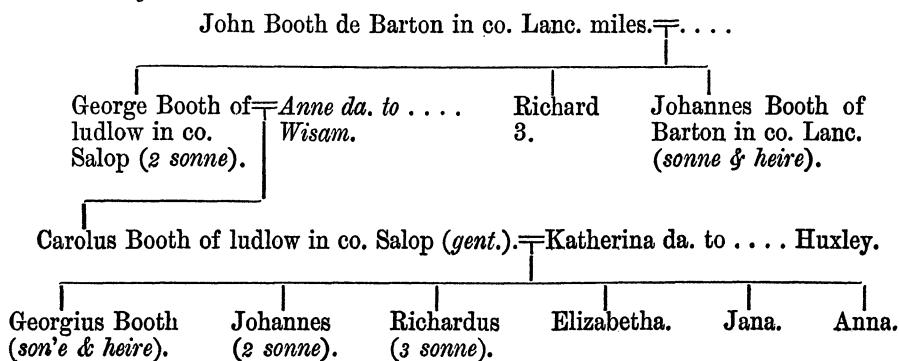 John Booth de Barton in co. Lanc. miles.=. . . .
George Booth of=Anne da. to . . . . Richard Johannes Booth of
ludlow in co. Wisam. 3. Barton in co. Lanc.
Salop (2 sonne). (sonne & heire).
Carolus Booth of ludlow in co. Salop (gent.).=Katherina da. to . . . . Huxley.
Georgius Booth Johannes Richardus Elizabetha. Jana. Anna.
(son'e & heire). (2 sonne). (3 sonne).